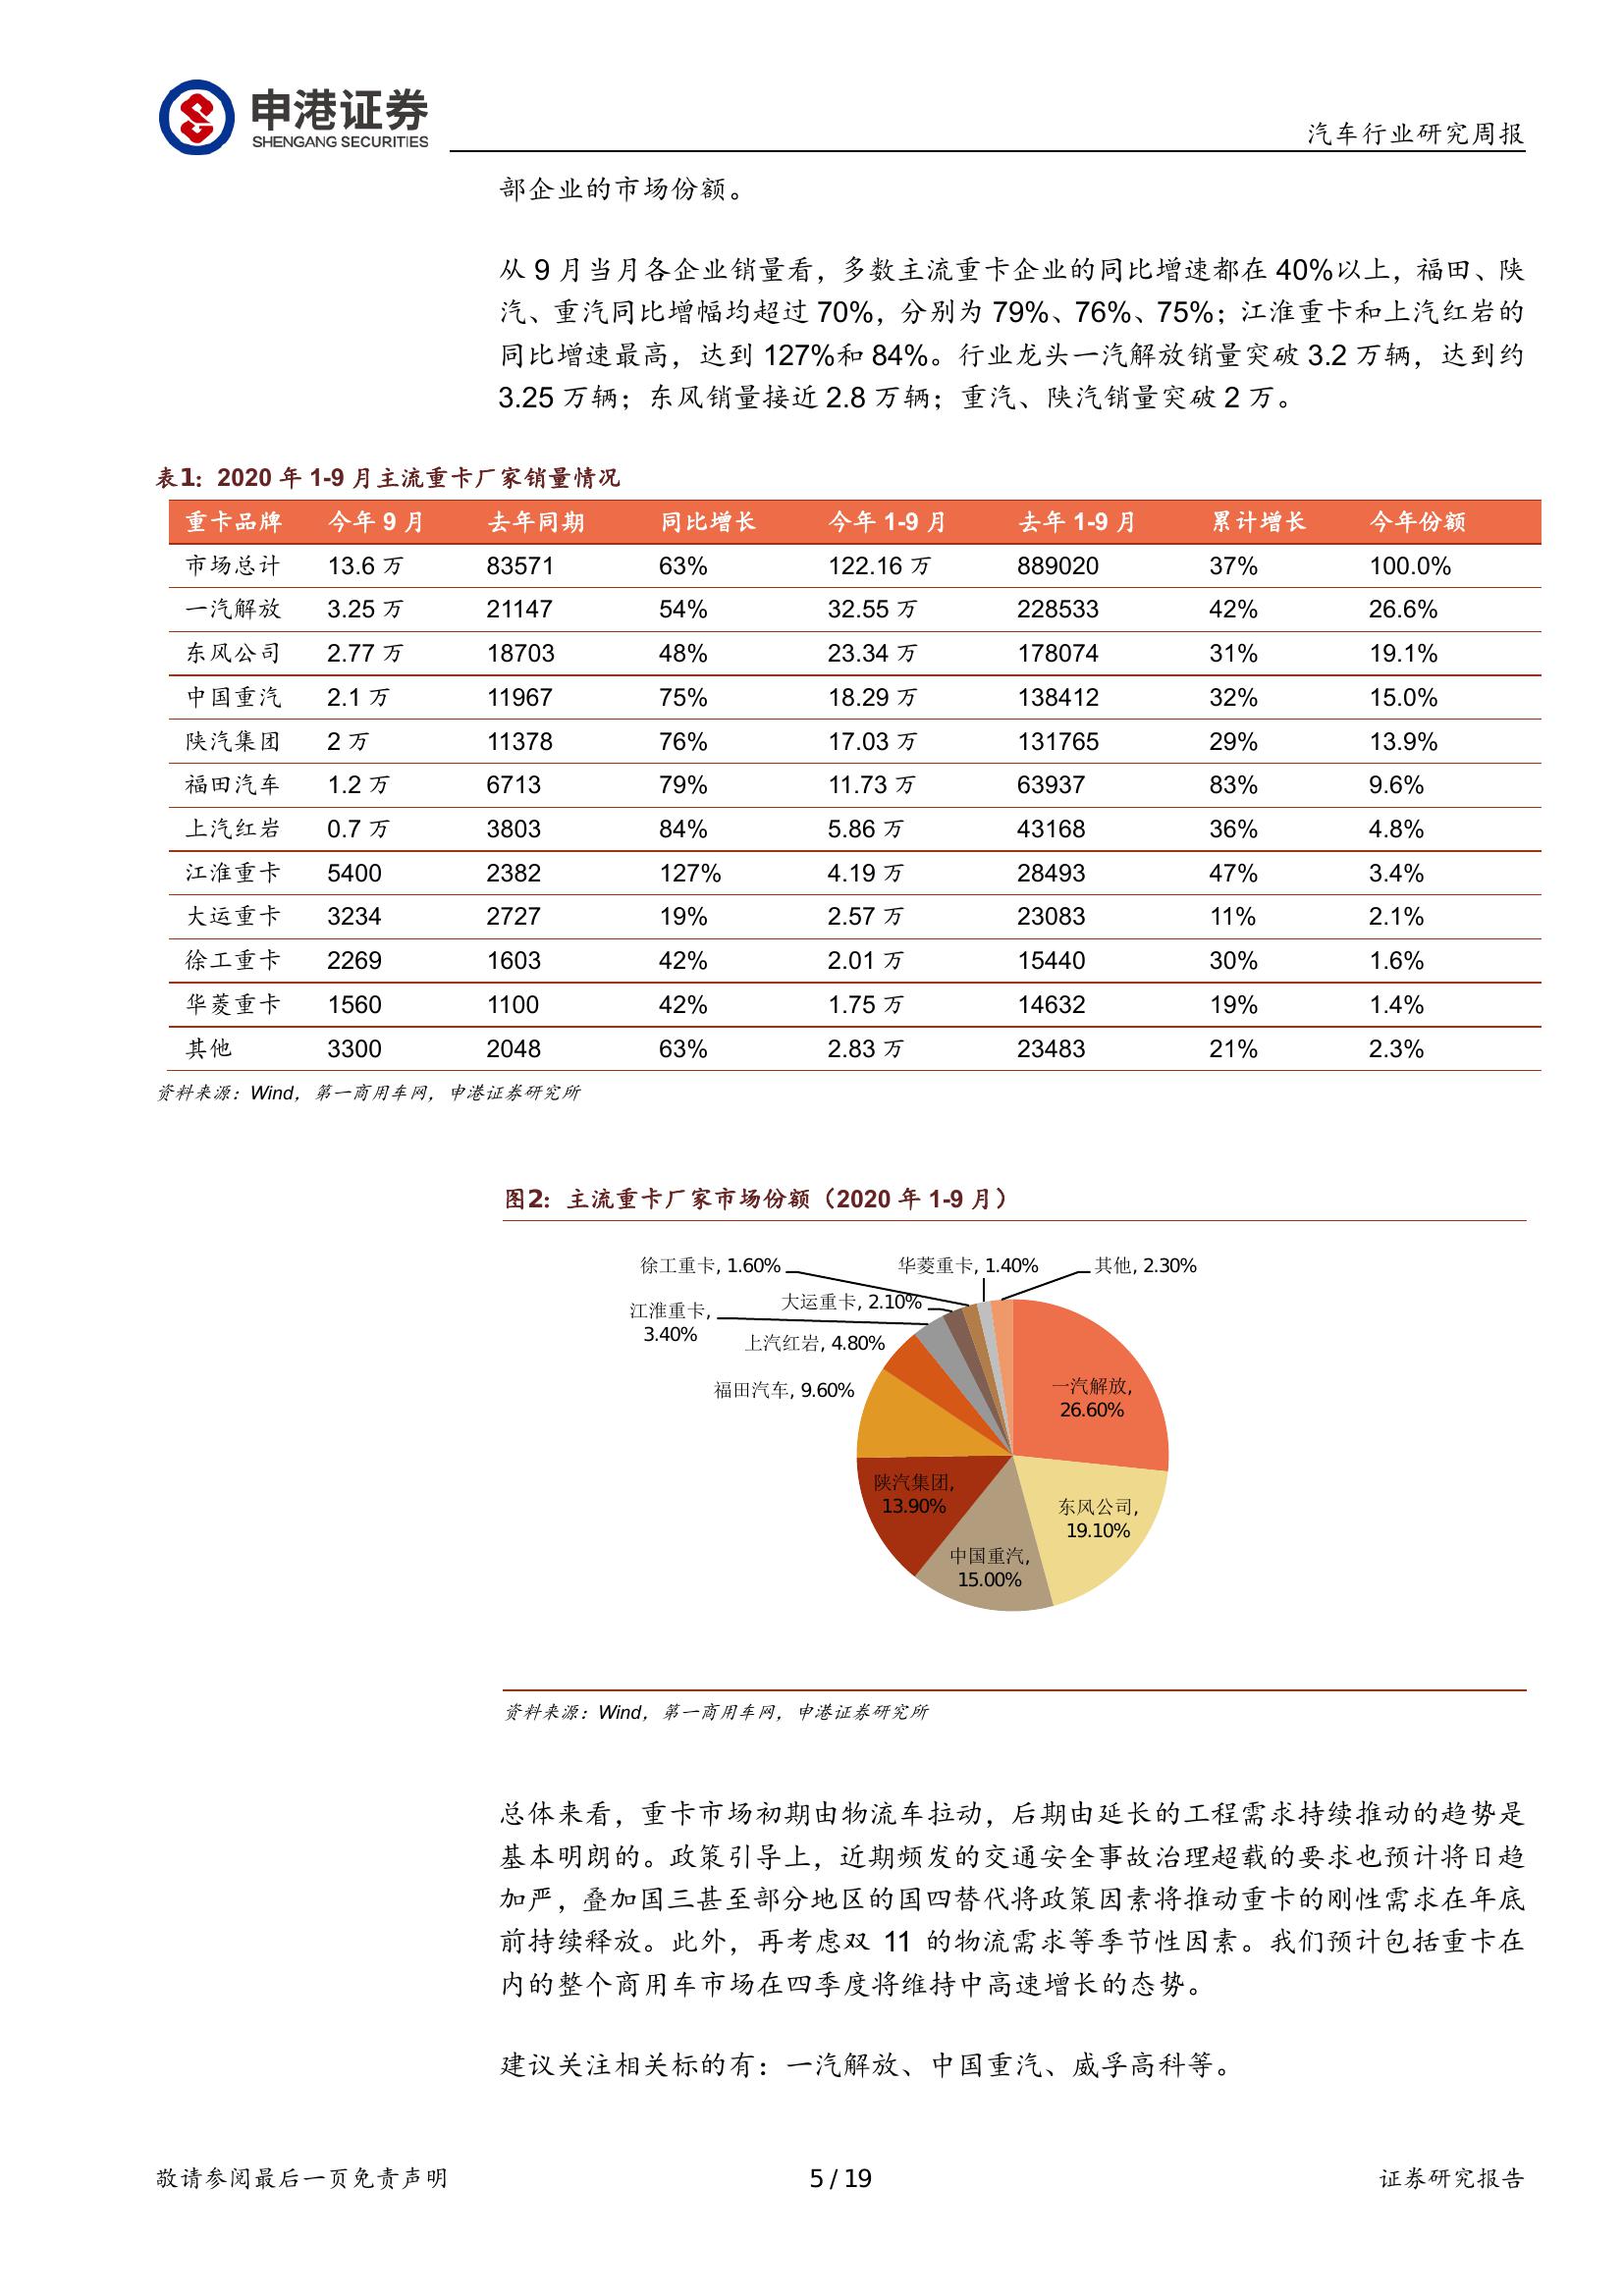 申港证券
SHENGANG SECURITIES
汽车行业研究周报
部企业的市场份额。
从 9 月当月各企业销量看，多数主流重卡企业的同比增速都在 40%以上，福田、陕
汽、重汽同比增幅均超过 70%，分别为 79%、76%、75%；江淮重卡和上汽红岩的
同比增速最高，达到 127%和 84%。行业龙头一汽解放销量突破 3.2 万辆，达到约
3.25 万辆；东风销量接近 2.8 万辆；重汽、陕汽销量突破 2 万。
表1：2020 年 1-9 月主流重卡厂家销量情况
重卡品牌 今年 9 月 去年同期 同比增长 今年 1-9 月 去年 1-9 月 累计增长 今年份额
市场总计 13.6 万 83571 63% 122.16 万 889020 37% 100.0%
一汽解放 3.25 万 21147 54% 32.55 万 228533 42% 26.6%
东风公司 2.77 万 18703 48% 23.34 万 178074 31% 19.1%
中国重汽 2.1 万 11967 75% 18.29 万 138412 32% 15.0%
陕汽集团 2 万 11378 76% 17.03 万 131765 29% 13.9%
福田汽车 1.2 万 6713 79% 11.73 万 63937 83% 9.6%
上汽红岩 0.7 万 3803 84% 5.86 万 43168 36% 4.8%
江淮重卡 5400 2382 127% 4.19 万 28493 47% 3.4%
大运重卡 3234 2727 19% 2.57 万 23083 11% 2.1%
徐工重卡 2269 1603 42% 2.01 万 15440 30% 1.6%
华菱重卡 1560 1100 42% 1.75 万 14632 19% 1.4%
其他 3300 2048 63% 2.83 万 23483 21% 2.3%
资料来源：Wind，第一商用车网，申港证券研究所
图2：主流重卡厂家市场份额（2020 年 1-9 月）
徐工重卡, 1.60%
华菱重卡, 1.40%
其他, 2.30%
大运重卡, 2.10%
江淮重卡,
3.40%
上汽红岩, 4.80%
福田汽车, 9.60%
一汽解放,
26.60%
陕汽集团,
13.90%
东风公司,
19.10%
中国重汽,
15.00%
资料来源：Wind，第一商用车网，申港证券研究所
总体来看，重卡市场初期由物流车拉动，后期由延长的工程需求持续推动的趋势是
基本明朗的。政策引导上，近期频发的交通安全事故治理超载的要求也预计将日趋
加严，叠加国三甚至部分地区的国四替代将政策因素将推动重卡的刚性需求在年底
前持续释放。此外，再考虑双 11 的物流需求等季节性因素。我们预计包括重卡在
内的整个商用车市场在四季度将维持中高速增长的态势。
建议关注相关标的有：一汽解放、中国重汽、威孚高科等。
敬请参阅最后一页免责声明
5 / 19
证券研究报告